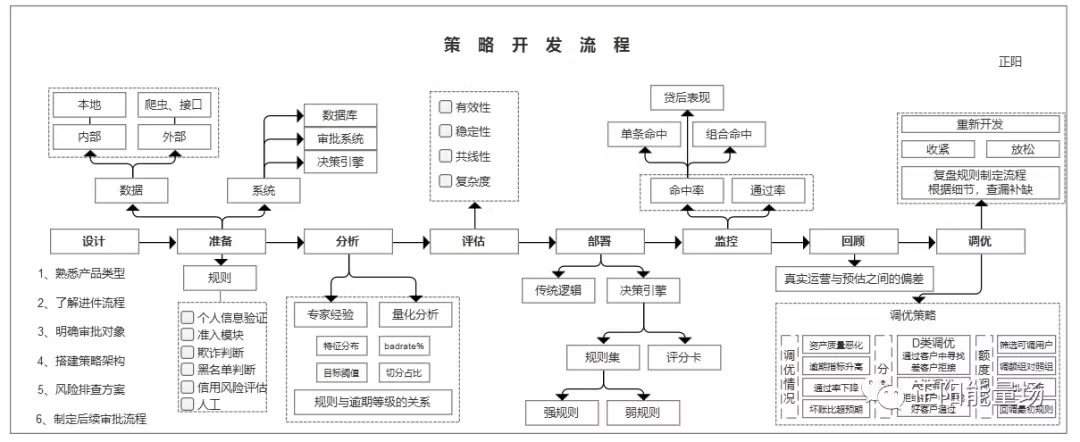 策略开发流程
正阳
本地
爬虫、接口
内部
外部
数据
数据库
审批系统
决策引擎
系统
有效性
稳定性
共线性
复杂度
贷后表现
单条命中
组合命中
命中率
通过率
重新开发
收紧
放松
复盘规则制定流程
根据细节，查漏补缺
设计
准备
分析
评估
部署
监控
回顾
调优
1、熟悉产品类型
2、了解进件流程
3、明确审批对象
4、搭建策略架构
5、风险排查方案
6、制定后续审批流程
规则
个人信息验证
准入模块
欺诈判断
黑名单判断
信用风险评估
人工
专家经验
量化分析
特征分布
badrate%
目标阈值
切分占比
规则与逾期等级的关系
传统逻辑
决策引擎
规则集
评分卡
强规则
弱规则
真实运营与预估之间的偏差
调优策略
调优情况
资产质量恶化
逾期指标升高
通过率下降
坏账比超预期
分
D类调优
通过客户中寻找
差客户拒接
好客户通过
额度
筛选可调用户
调额组对照组
回调最初规则
正阳能量场